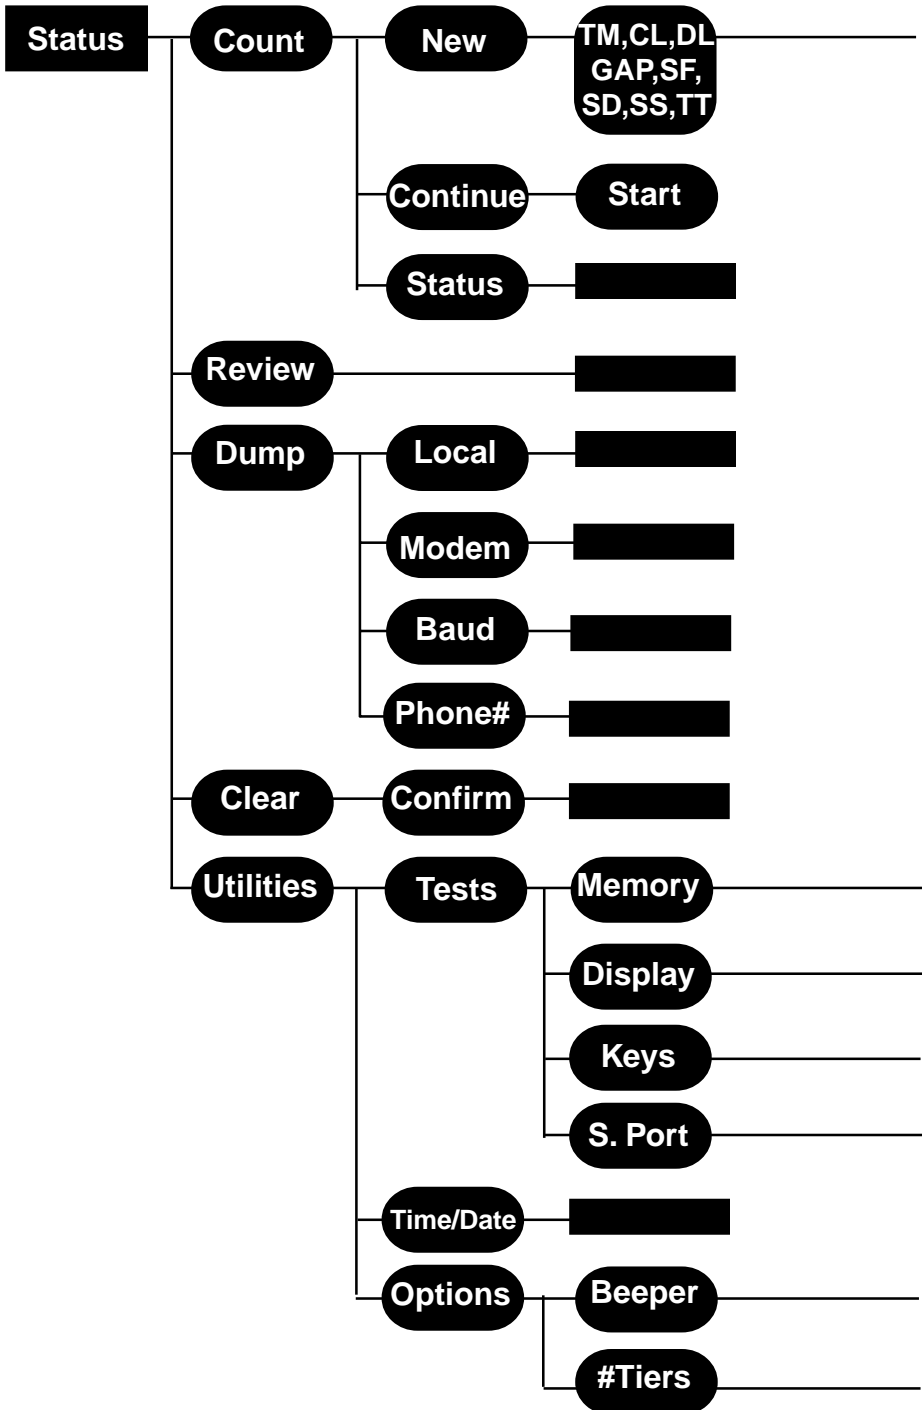 Status
Count
New
TM,CL,DL
GAP,SF,
SD,SS,TT
Continue
Start
Status
Review
Dump
Local
Modem
Baud
Phone#
Clear
Confirm
Utilities
Tests
Memory
Display
Keys
S. Port
Time/Date
Options
Beeper
#Tiers